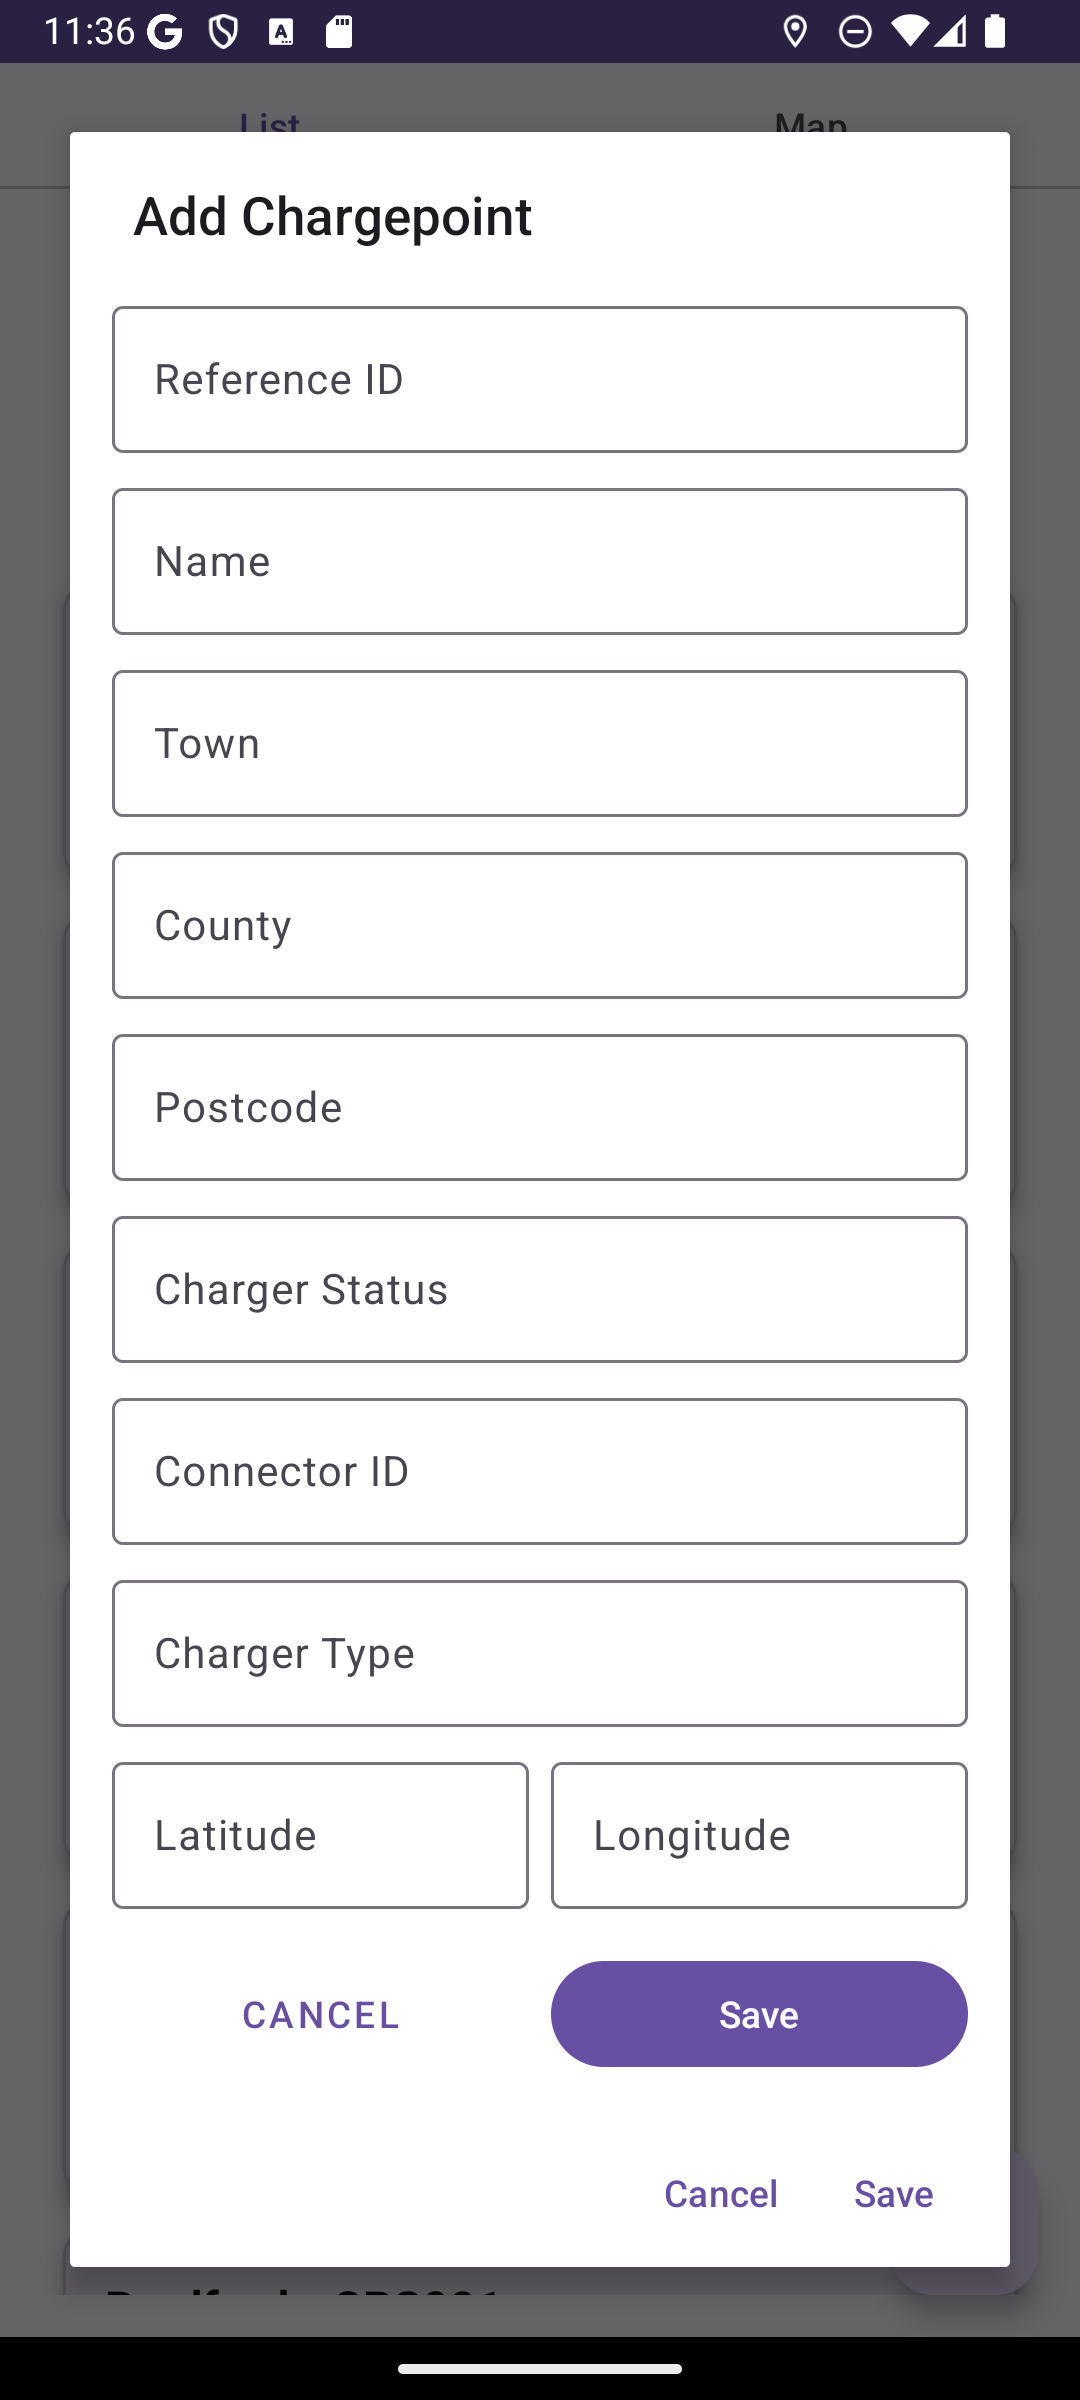 11:36
List Map
Add Chargepoint
Reference ID
Name
Town
County
Postcode
Charger Status
Connector ID
Charger Type
Latitude Longitude
CANCEL Save
Cancel Save